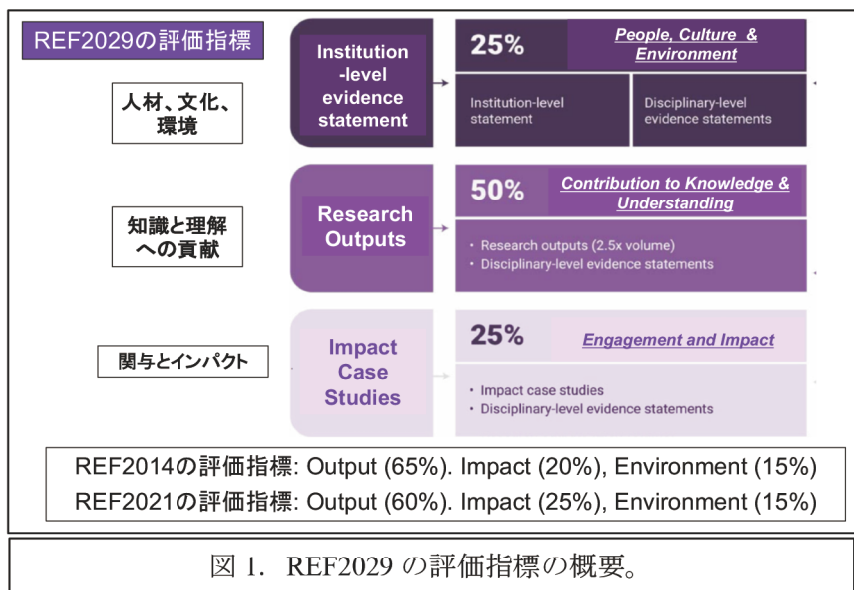 REF2029の評価指標
人材、文化、
環境
Institution
-level
evidence
statement
25%
People, Culture &
Environment
Institution-level
statement
Disciplinary-level
evidence statements
知識と理解
への貢献
Research
Outputs
50%
Contribution to Knowledge &
Understanding
• Research outputs (2.5x volume)
• Disciplinary-level evidence statements
関与とインパクト
Impact
Case
Studies
25%
Engagement and Impact
• Impact case studies
• Disciplinary-level evidence statements
REF2014の評価指標: Output (65%). Impact (20%), Environment (15%)
REF2021の評価指標: Output (60%). Impact (25%), Environment (15%)
図 1. REF2029 の評価指標の概要。